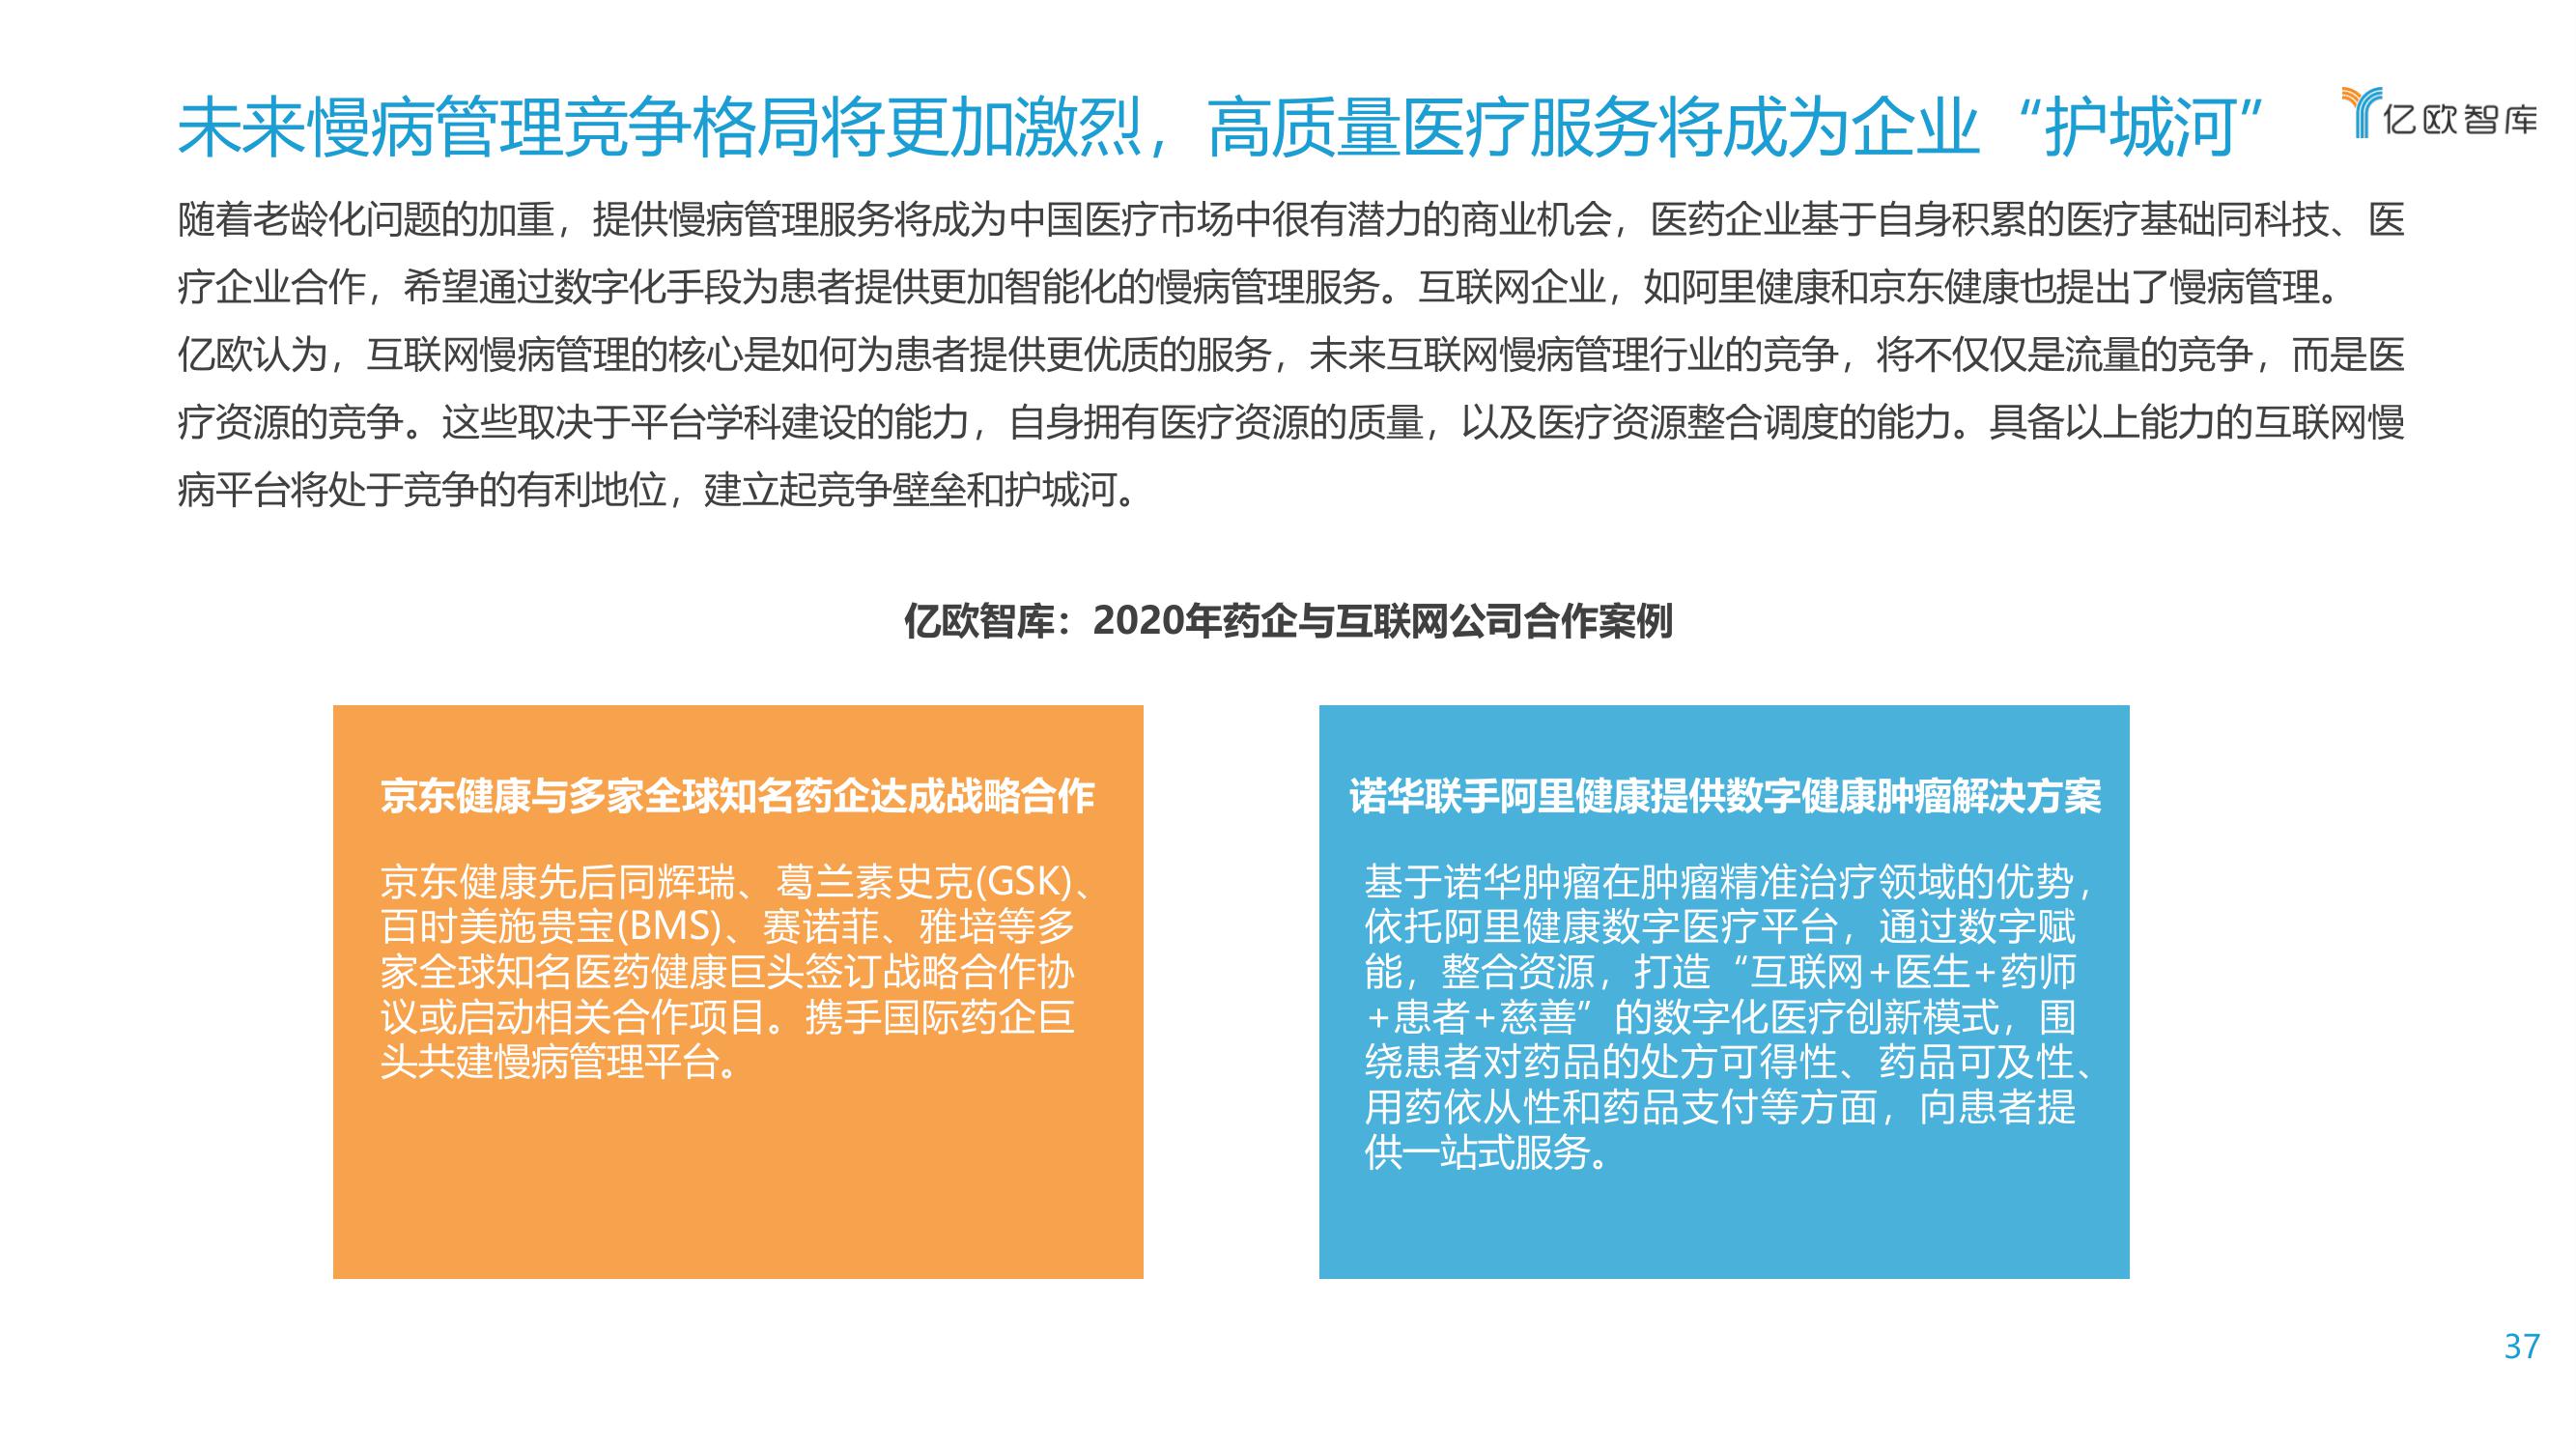 未来慢病管理竞争格局将更加激烈，高质量医疗服务将成为企业“护城河”
亿欧智库
随着老龄化问题的加重，提供慢病管理服务将成为中国医疗市场中很有潜力的商业机会，医药企业基于自身积累的医疗基础同科技、医
疗企业合作，希望通过数字化手段为患者提供更加智能化的慢病管理服务。互联网企业，如阿里健康和京东健康也提出了慢病管理。
亿欧认为，互联网慢病管理的核心是如何为患者提供更优质的服务，未来互联网慢病管理行业的竞争，将不仅仅是流量的竞争，而是医
疗资源的竞争。这些取决于平台学科建设的能力，自身拥有医疗资源的质量，以及医疗资源整合调度的能力。具备以上能力的互联网慢
病平台将处于竞争的有利地位，建立起竞争壁垒和护城河。
亿欧智库：2020年药企与互联网公司合作案例
京东健康与多家全球知名药企达成战略合作
京东健康先后同辉瑞、葛兰素史克(GSK)、
百时美施贵宝(BMS)、赛诺菲、雅培等多
家全球知名医药健康巨头签订战略合作协
议或启动相关合作项目。携手国际药企巨
头共建慢病管理平台。
诺华联手阿里健康提供数字健康肿瘤解决方案
基于诺华肿瘤在肿瘤精准治疗领域的优势，
依托阿里健康数字医疗平台，通过数字赋
能，整合资源，打造“互联网+医生+药师
+患者+慈善”的数字化医疗创新模式，围
绕患者对药品的处方可得性、药品可及性、
用药依从性和药品支付等方面，向患者提
供一站式服务。
37